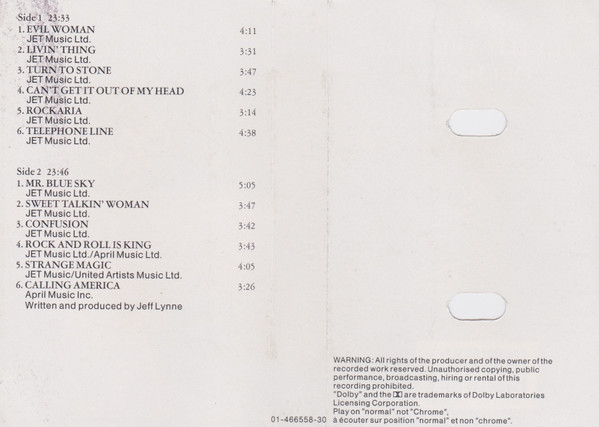 Side 1 23:33
1. EVIL WOMAN 4:11
JET Music Ltd.
2. LIVIN' THING 3:31
JET Music Ltd.
3. TURN TO STONE 3:47
JET Music Ltd.
4. CAN'T GET IT OUT OF MY HEAD 4:23
JET Music Ltd.
5. ROCKARIA 3:14
JET Music Ltd.
6. TELEPHONE LINE 4:38
JET Music Ltd.
Side 2 23:46
1. MR. BLUE SKY 5:05
JET Music Ltd.
2. SWEET TALKIN' WOMAN 3:47
JET Music Ltd.
3. CONFUSION 3:42
JET Music Ltd.
4. ROCK AND ROLL IS KING 3:43
JET Music Ltd./April Music Ltd.
5. STRANGE MAGIC 4:05
JET Music/United Artists Music Ltd.
6. CALLING AMERICA 3:26
April Music Inc.
Written and produced by Jeff Lynne
WARNING: All rights of the producer and of the owner of the
recorded work reserved. Unauthorised copying, public
performance, broadcasting, hiring or rental of this
recording prohibited.
"Dolby" and the are trademarks of Dolby Laboratories
Licensing Corporation.
Play on "normal" not "Chrome",
01-466558-30 à écouter sur position "normal" et non "chrome".